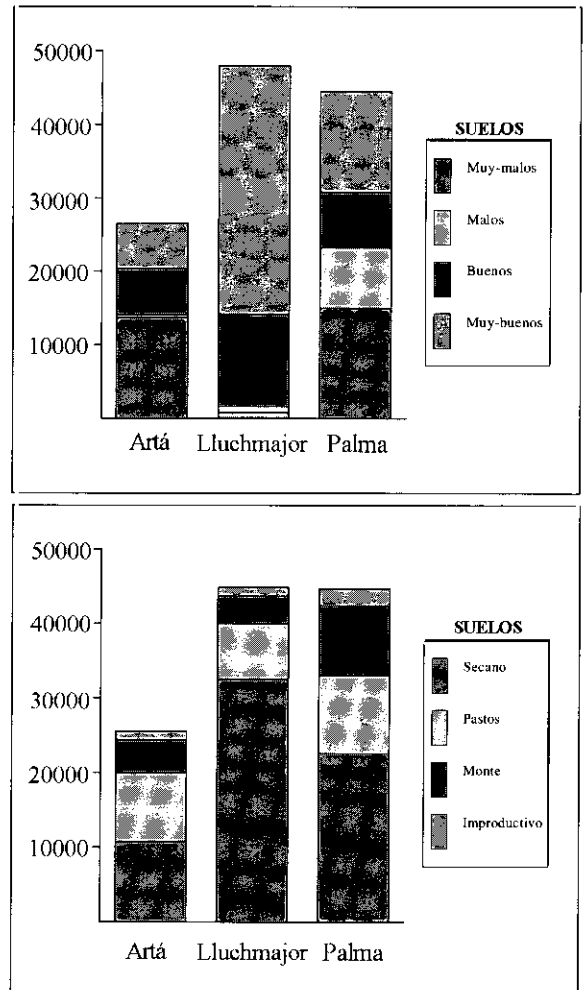 50000
40000
30000
20000
10000
Artá Lluchmajor Palma
SUELOS
Muy-malos
Malos
Buenos
Muy-buenos
50000
40000
30000
20000
10000
Artá Lluchmajor Palma
SUELOS
Secano
Pastos
Monte
Improductivo